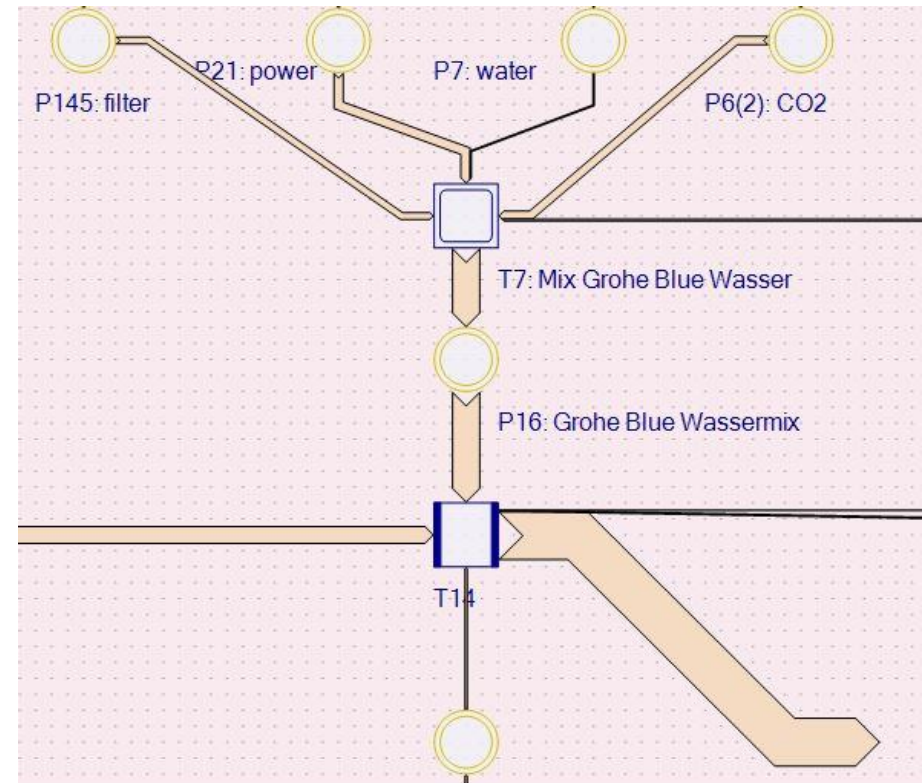 P21: power
P7: water
P145: filter
P6(2): CO2
T7: Mix Grohe Blue Wasser
P16: Grohe Blue Wassermix
T14